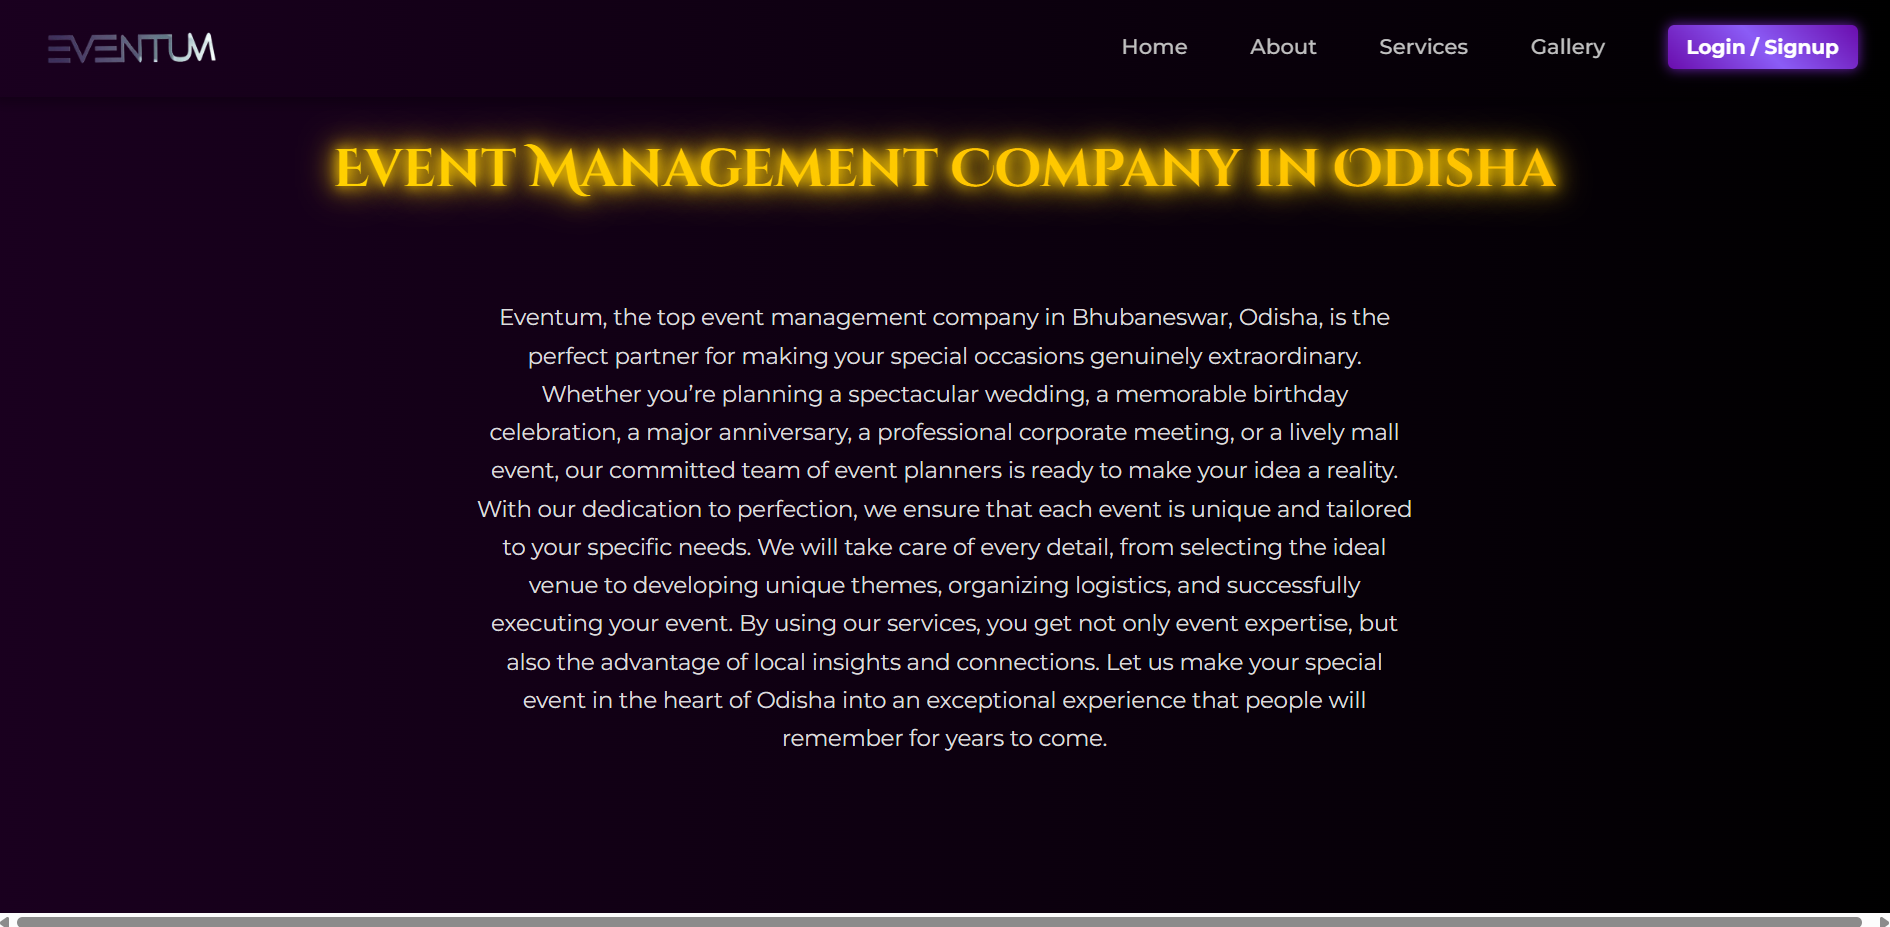 EVENTUM
Home
About
Services
Gallery
Login / Signup
Event Management Company in Odisha
Eventum, the top event management company in Bhubaneswar, Odisha, is the
perfect partner for making your special occasions genuinely extraordinary.
Whether you’re planning a spectacular wedding, a memorable birthday
celebration, a major anniversary, a professional corporate meeting, or a lively mall
event, our committed team of event planners is ready to make your idea a reality.
With our dedication to perfection, we ensure that each event is unique and tailored
to your specific needs. We will take care of every detail, from selecting the ideal
venue to developing unique themes, organizing logistics, and successfully
executing your event. By using our services, you get not only event expertise, but
also the advantage of local insights and connections. Let us make your special
event in the heart of Odisha into an exceptional experience that people will
remember for years to come.